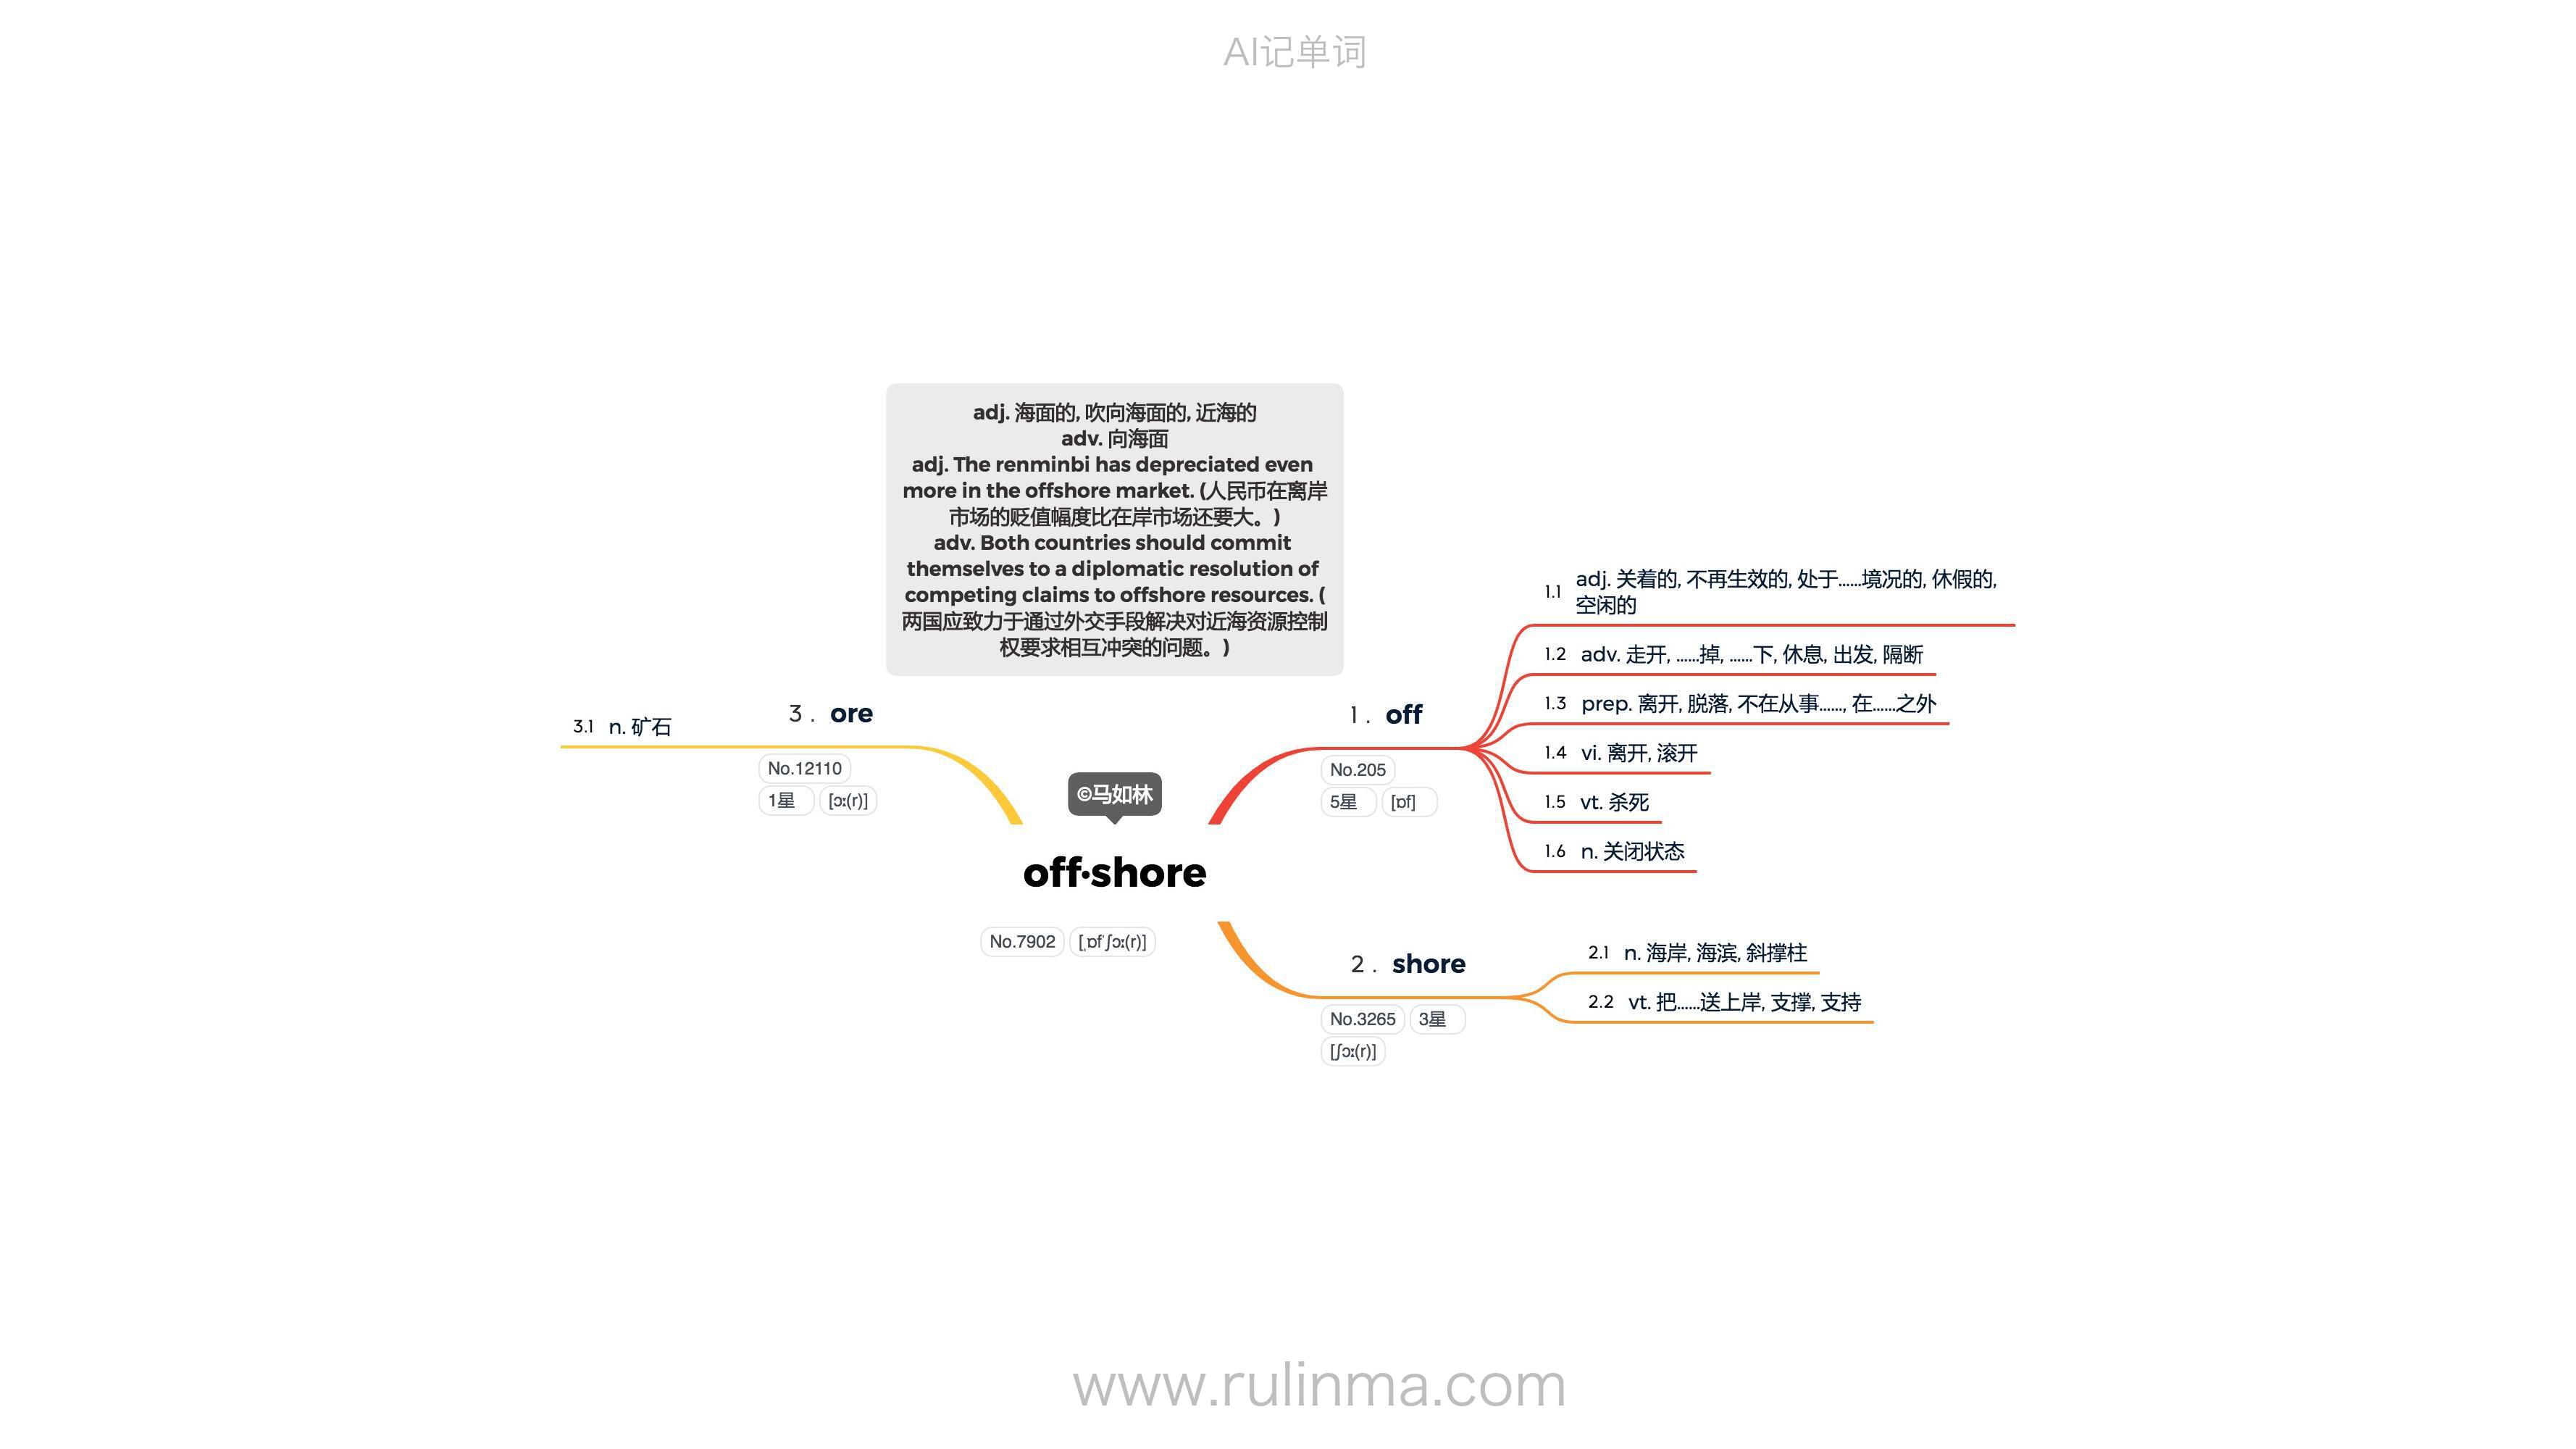 AI记单词
adj. 海面的, 吹向海面的, 近海的
adv. 向海面
adj. The renminbi has depreciated even
more in the offshore market. (人民币在离岸
市场的贬值幅度比在岸市场还要大。)
adv. Both countries should commit
themselves to a diplomatic resolution of
competing claims to offshore resources. (
两国应致力于通过外交手段解决对近海资源控制
权要求相互冲突的问题。)
©马如林
off·shore
No.7902 [ˌɒfˈʃɔː(r)]
1. off
No.205
5星 [ɒf]
1.1 adj. 关着的, 不再生效的, 处于……境况的, 休假的,
空闲的
1.2 adv. 走开, ……掉, ……下, 休息, 出发, 隔断
1.3 prep. 离开, 脱落, 不在从事……, 在……之外
1.4 vi. 离开, 滚开
1.5 vt. 杀死
1.6 n. 关闭状态
2. shore
No.3265 3星
[ʃɔː(r)]
2.1 n. 海岸, 海滨, 斜撑柱
2.2 vt. 把……送上岸, 支撑, 支持
3. ore
No.12110
1星 [ɔː(r)]
3.1 n. 矿石
www.rulinma.com